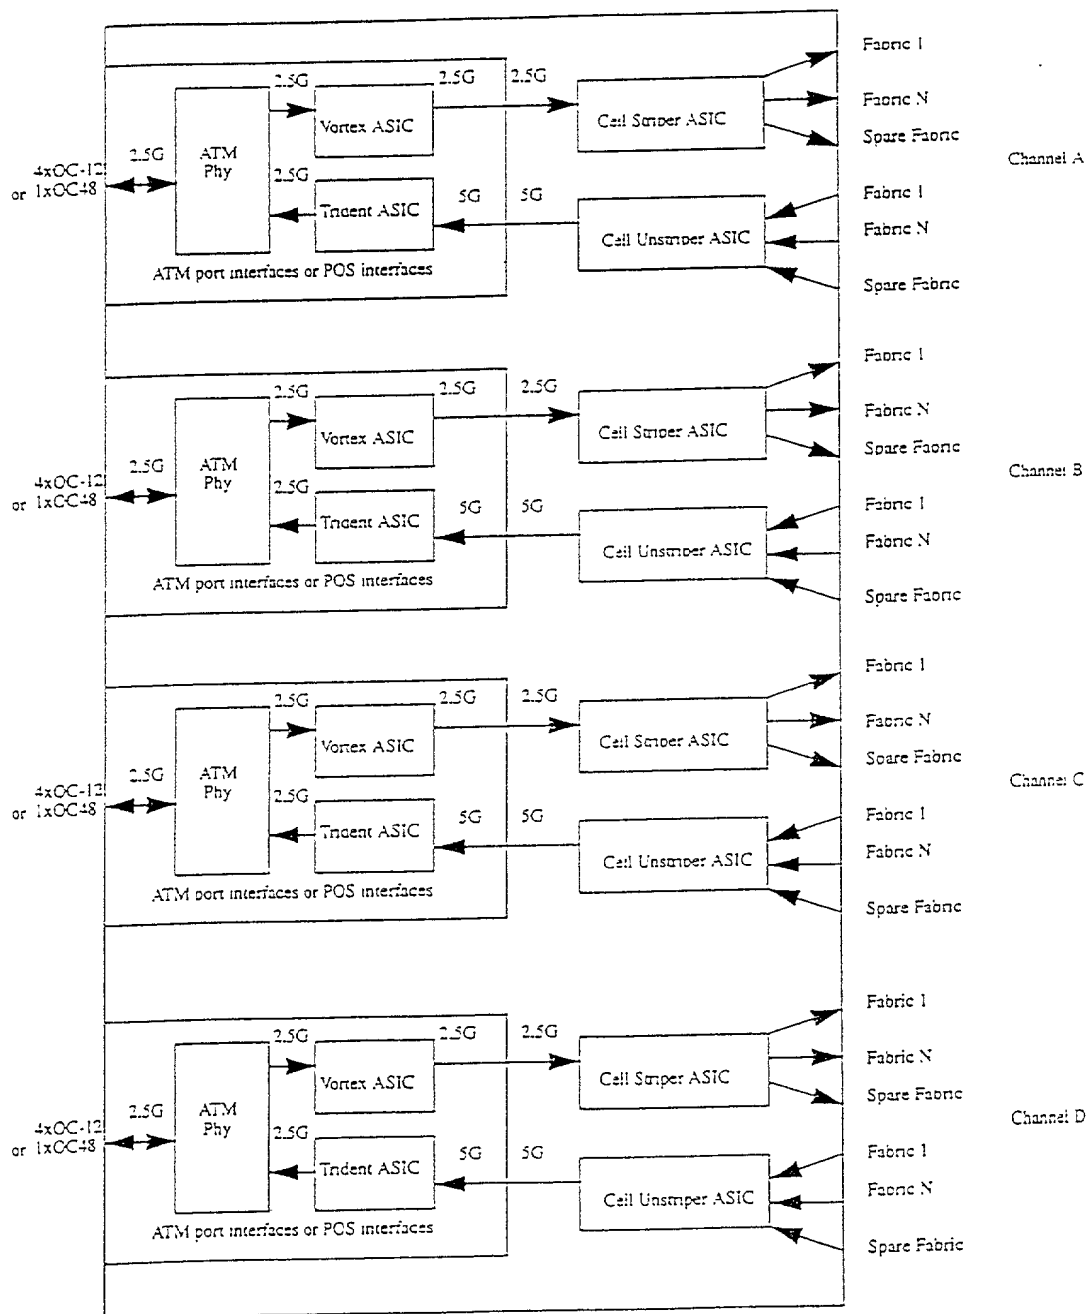 Fabric 1
2.5G 2.5G 2.5G
Vortex ASIC
Cell Striper ASIC
Fabric N
Spare Fabric
4xOC-12
or 1xOC48
2.5G
ATM
Phy
Channel A
2.5G
Trident ASIC
5G 5G
Cell Unstriper ASIC
Fabric 1
Fabric N
Spare Fabric
ATM port interfaces or POS interfaces
Fabric 1
2.5G 2.5G 2.5G
Vortex ASIC
Cell Striper ASIC
Fabric N
Spare Fabric
4xOC-12
or 1xOC48
2.5G
ATM
Phy
Channel B
2.5G
Trident ASIC
5G 5G
Cell Unstriper ASIC
Fabric 1
Fabric N
Spare Fabric
ATM port interfaces or POS interfaces
Fabric 1
2.5G 2.5G 2.5G
Vortex ASIC
Cell Striper ASIC
Fabric N
Spare Fabric
4xOC-12
or 1xOC48
2.5G
ATM
Phy
Channel C
2.5G
Trident ASIC
5G 5G
Cell Unstriper ASIC
Fabric 1
Fabric N
Spare Fabric
ATM port interfaces or POS interfaces
Fabric 1
2.5G 2.5G 2.5G
Vortex ASIC
Cell Striper ASIC
Fabric N
Spare Fabric
4xOC-12
or 1xOC48
2.5G
ATM
Phy
Channel D
2.5G
Trident ASIC
5G 5G
Cell Unstriper ASIC
Fabric 1
Fabric N
Spare Fabric
ATM port interfaces or POS interfaces